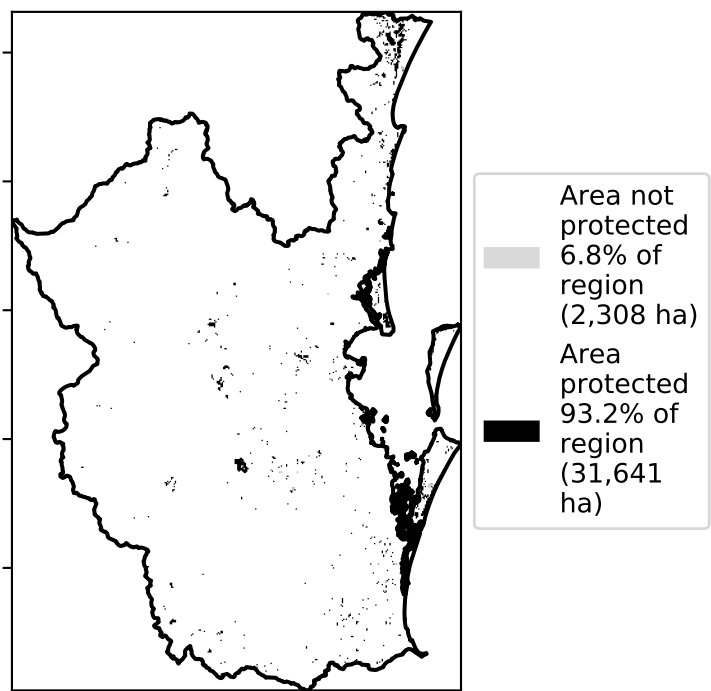 Area not
protected
6.8% of
region
(2,308 ha)
Area
protected
93.2% of
region
(31,641
ha)